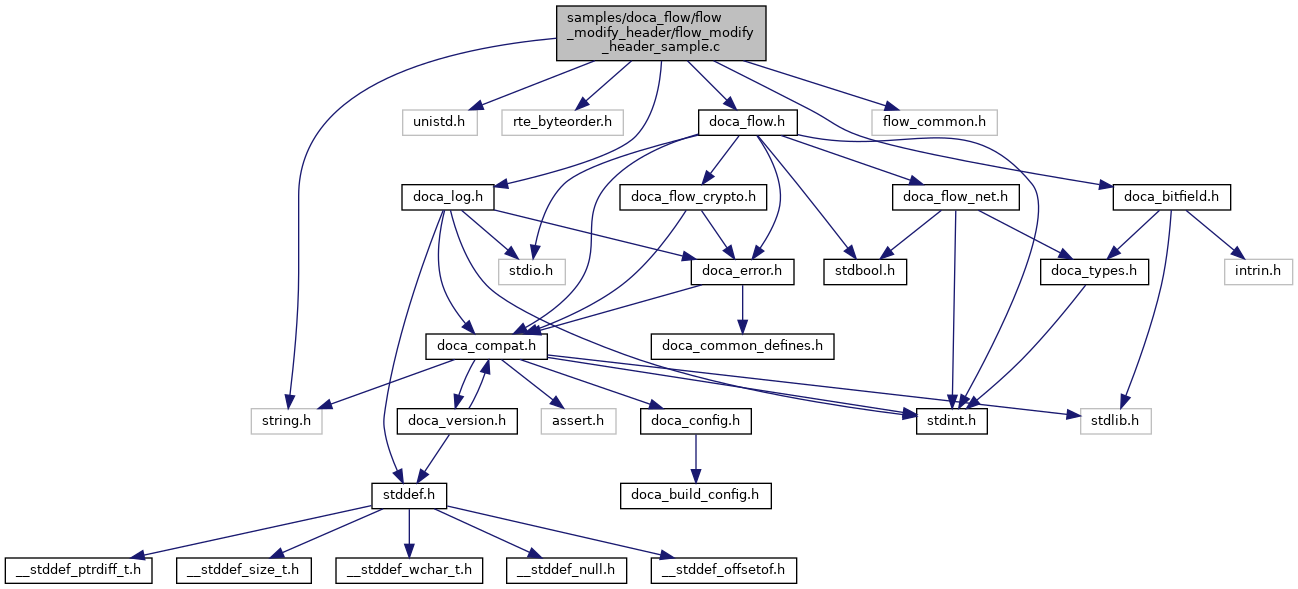 samples/doca_flow/flow
_modify_header/flow_modify
_header_sample.c
unistd.h
rte_byteorder.h
doca_flow.h
flow_common.h
doca_log.h
doca_flow_crypto.h
doca_flow_net.h
doca_bitfield.h
stdio.h
doca_error.h
stdbool.h
doca_types.h
intrin.h
doca_compat.h
doca_common_defines.h
string.h
doca_version.h
assert.h
doca_config.h
stdint.h
stdlib.h
stddef.h
doca_build_config.h
__stddef_ptrdiff_t.h
__stddef_size_t.h
__stddef_wchar_t.h
__stddef_null.h
__stddef_offsetof.h